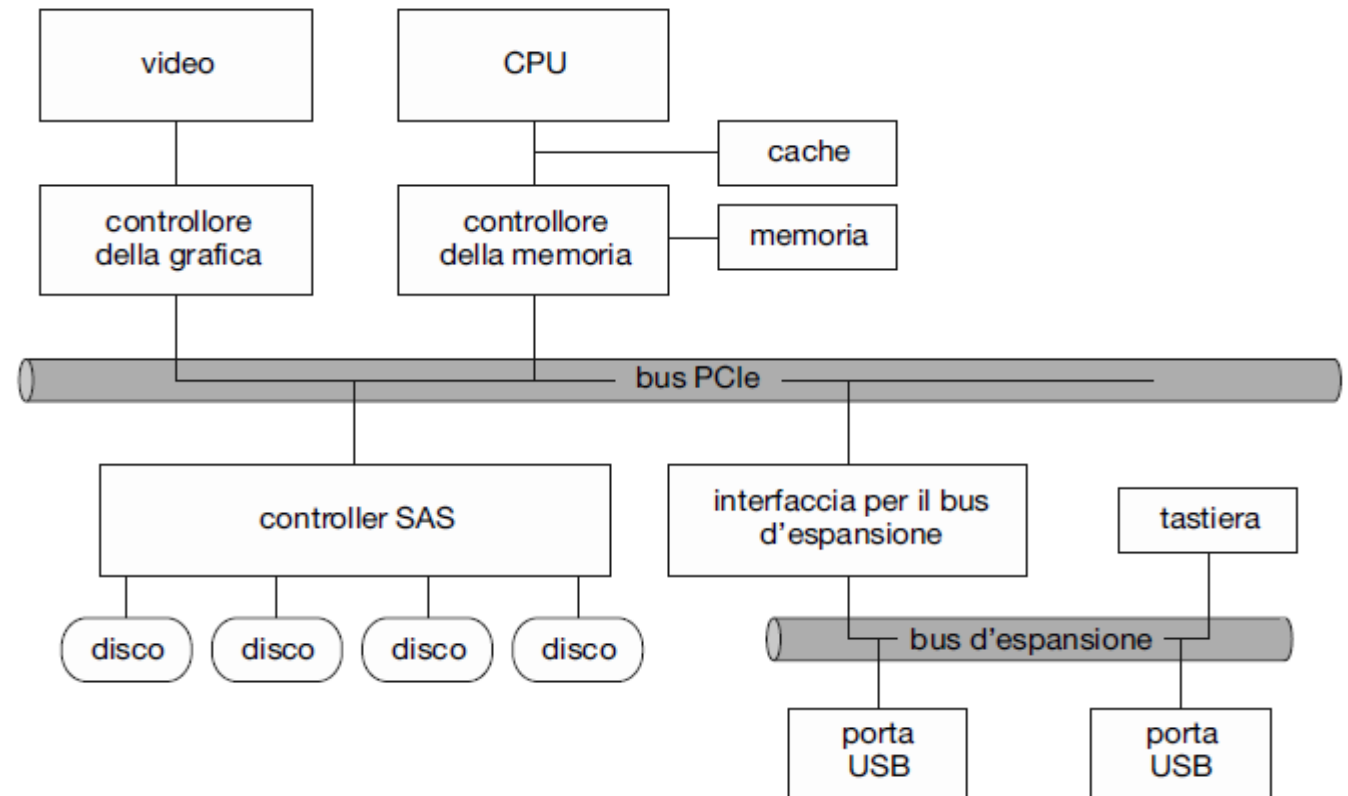 video
CPU
cache
controllore
della grafica
controllore
della memoria
memoria
bus PCIe
controller SAS
interfaccia per il bus
d'espansione
tastiera
disco
disco
disco
disco
bus d'espansione
porta
USB
porta
USB